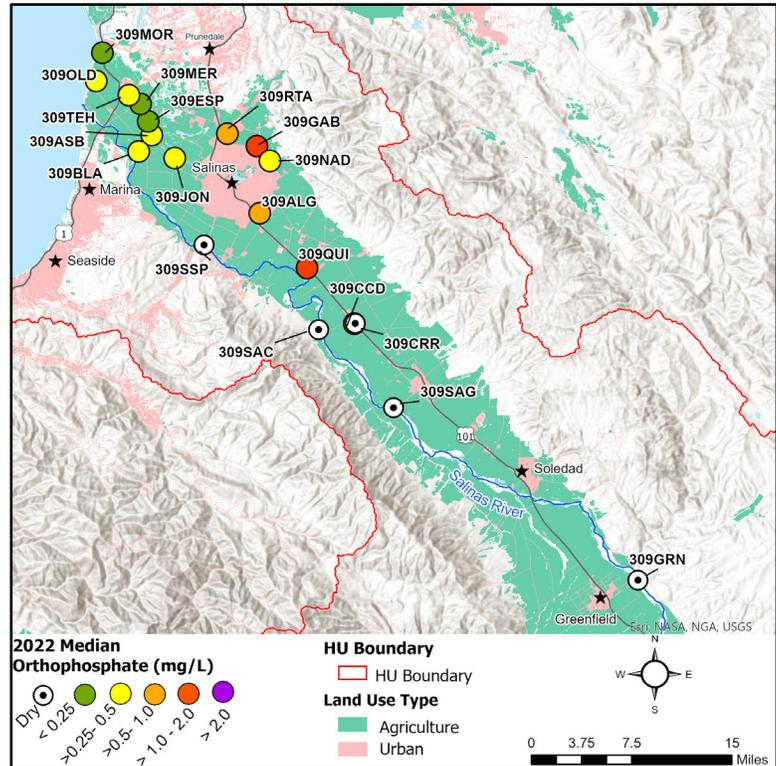 309MOR
Prunedale
309OLD
309MER
309ESP
309TEH
309RTA
309GAB
309ASB
309NAD
309BLA
Salinas
Marina
309JON
309ALG
1
Seaside
309SSP
309QUI
309CCD
309CRR
309SAC
309SAG
101
Soledad
Salinas River
309GRN
Greenfield
Esri, NASA, NGA, USGS
2022 Median
Orthophosphate (mg/L)
Dry
< 0.25
>0.25- 0.5
>0.5- 1.0
> 1.0 - 2.0
> 2.0
HU Boundary
HU Boundary
Land Use Type
Agriculture
Urban
N
W E
S
0 3.75 7.5 15
Miles